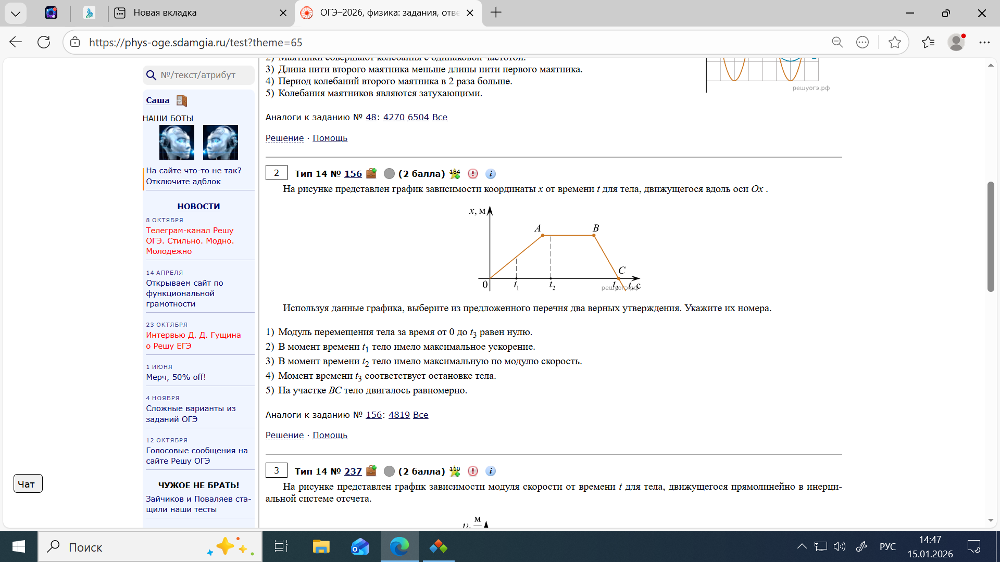 Новая вкладка
ОГЭ–2026, физика: задания, отве
https://phys-oge.sdamgia.ru/test?theme=65
№/текст/атрибут
Саша
НАШИ БОТЫ
На сайте что-то не так?
Отключите адблок
НОВОСТИ
8 ОКТЯБРЯ
Телеграм-канал Решу
ОГЭ. Стильно. Модно.
Молодёжно
14 АПРЕЛЯ
Открываем сайт по
функциональной
грамотности
23 ОКТЯБРЯ
Интервью Д. Д. Гущина
о Решу ЕГЭ
1 ИЮНЯ
Мерч, 50% off!
4 НОЯБРЯ
Сложные варианты из
заданий ОГЭ
12 ОКТЯБРЯ
Голосовые сообщения на
сайте Решу ОГЭ
ЧУЖОЕ НЕ БРАТЬ!
Зайчиков и Поваляев ста-
щили наши тесты
Чат
2) Маятники совершают колебания с одинаковой частотой.
3) Длина нити второго маятника меньше длины нити первого маятника.
4) Период колебаний второго маятника в 2 раза больше.
5) Колебания маятников являются затухающими.
2
решуогэ.рф
Аналоги к заданию № 48: 4270 6504 Все
Решение · Помощь
2 Тип 14 № 156 (2 балла) 184
На рисунке представлен график зависимости координаты x от времени t для тела, движущегося вдоль оси Ox .
x, м
A B
C
0 t1 t2 t3 t, с
решуогэ.рф
Используя данные графика, выберите из предложенного перечня два верных утверждения. Укажите их номера.
1) Модуль перемещения тела за время от 0 до t3 равен нулю.
2) В момент времени t1 тело имело максимальное ускорение.
3) В момент времени t2 тело имело максимальную по модулю скорость.
4) Момент времени t3 соответствует остановке тела.
5) На участке BC тело двигалось равномерно.
Аналоги к заданию № 156: 4819 Все
Решение · Помощь
3 Тип 14 № 237 (2 балла) 110
На рисунке представлен график зависимости модуля скорости от времени t для тела, движущегося прямолинейно в инерци-
альной системе отсчета.
υ, м
Поиск
РУС
14:47
15.01.2026